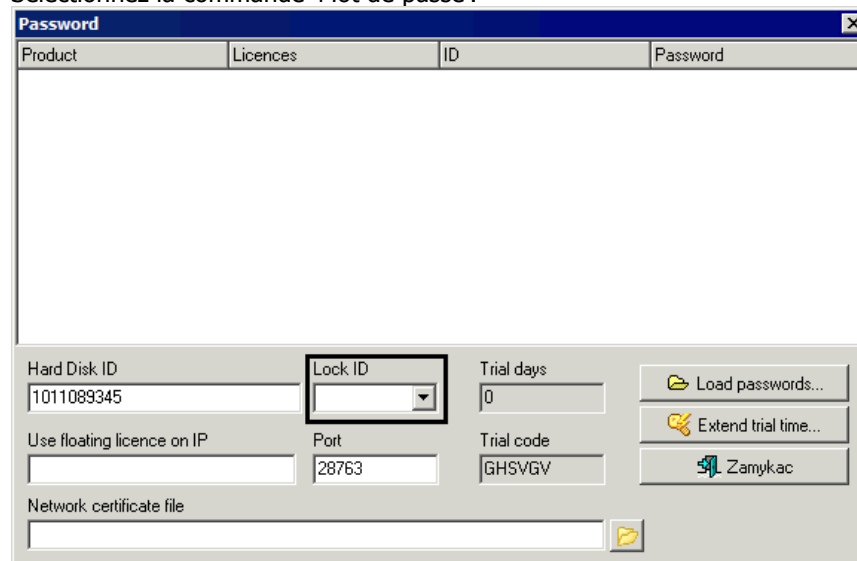 Sélectionnez la commande 'Mot de passe'.
Password
Product Licences ID Password
Hard Disk ID Lock ID Trial days
1011089345 0 Load passwords...
Use floating licence on IP Port Trial code Extend trial time...
28763 GHSVGV Zamykac
Network certificate file